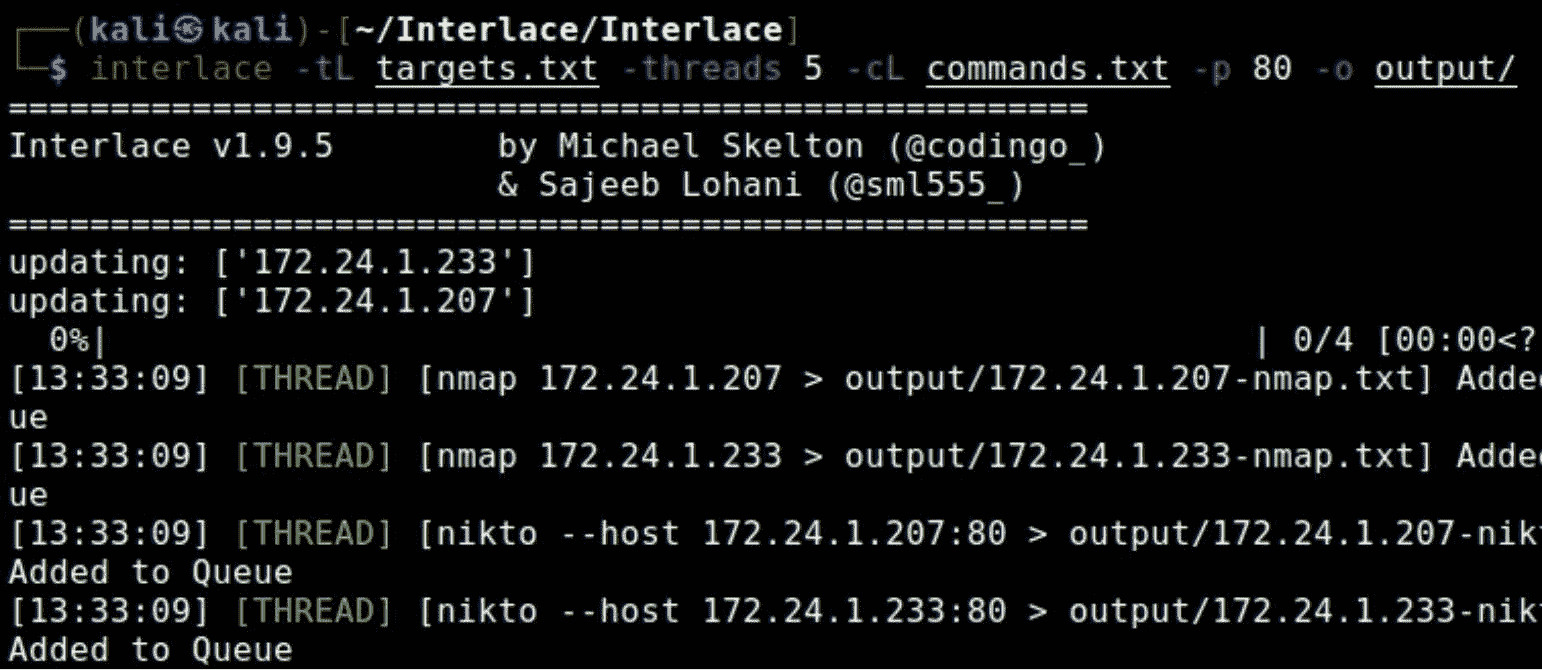 (kali㉿kali)-[~/Interlace/Interlace]
$ interlace -tL targets.txt -threads 5 -cL commands.txt -p 80 -o output/
======================================================
Interlace v1.9.5        by Michael Skelton (@codingo_)
                        & Sajeeb Lohani (@sml555_)
======================================================
updating: ['172.24.1.233']
updating: ['172.24.1.207']
  0%|                                                         | 0/4 [00:00<?
[13:33:09] [THREAD] [nmap 172.24.1.207 > output/172.24.1.207-nmap.txt] Adde
ue
[13:33:09] [THREAD] [nmap 172.24.1.233 > output/172.24.1.233-nmap.txt] Adde
ue
[13:33:09] [THREAD] [nikto --host 172.24.1.207:80 > output/172.24.1.207-nik
Added to Queue
[13:33:09] [THREAD] [nikto --host 172.24.1.233:80 > output/172.24.1.233-nik
Added to Queue